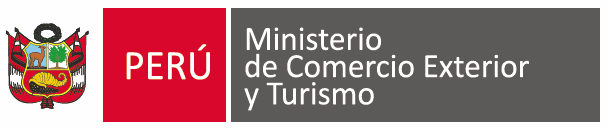 PERÚ
Ministerio
de Comercio Exterior
y Turismo